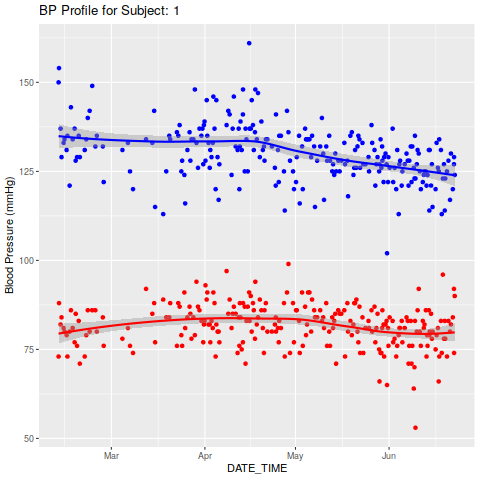 BP Profile for Subject: 1
Blood Pressure (mmHg)
150
125
100
75
50
Mar Apr May Jun
DATE_TIME